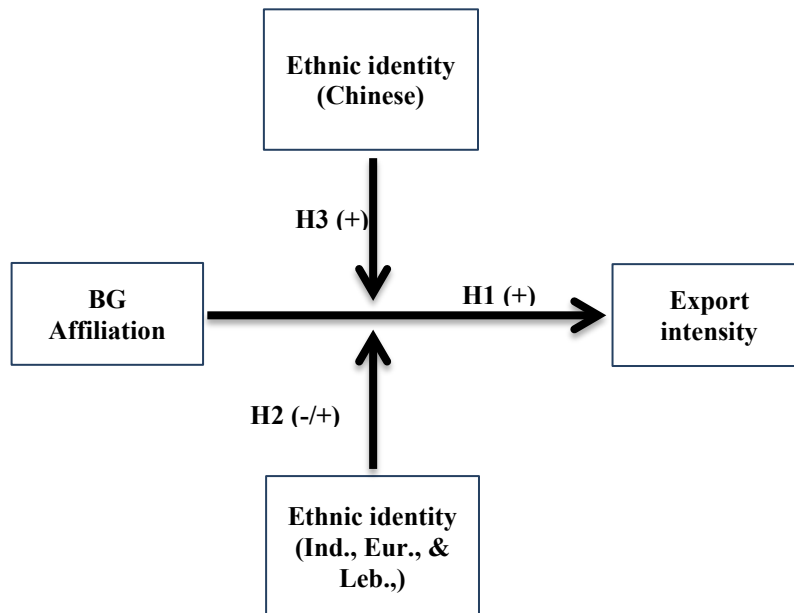 Ethnic identity
(Chinese)
H3 (+)
BG
Affiliation
H1 (+)
Export
intensity
H2 (-/+)
Ethnic identity
(Ind., Eur., &
Leb.,)